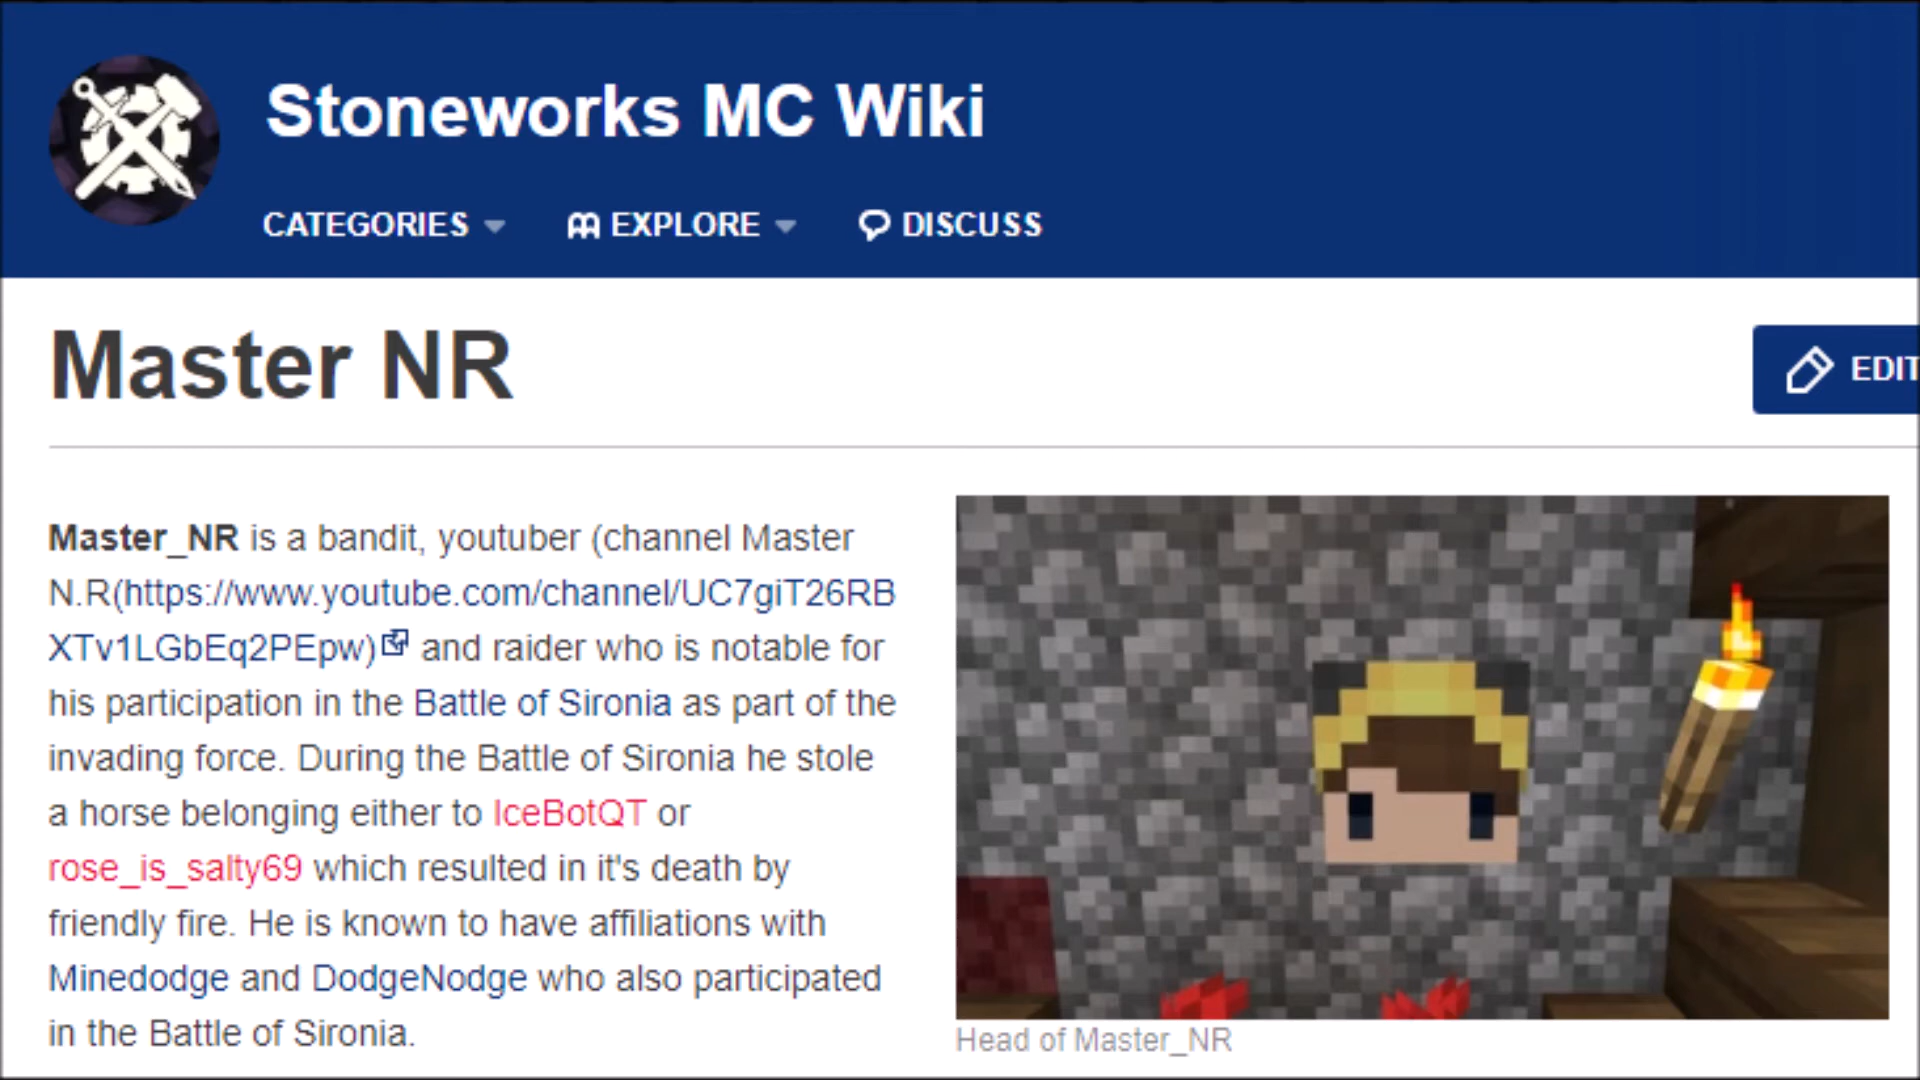 Stoneworks MC Wiki
CATEGORIES EXPLORE DISCUSS
Master NR
EDIT
Master_NR is a bandit, youtuber (channel Master
N.R(https://www.youtube.com/channel/UC7giT26RB
XTv1LGbEq2PEpw) and raider who is notable for
his participation in the Battle of Sironia as part of the
invading force. During the Battle of Sironia he stole
a horse belonging either to IceBotQT or
rose_is_salty69 which resulted in it's death by
friendly fire. He is known to have affiliations with
Minedodge and DodgeNodge who also participated
in the Battle of Sironia.
Head of Master_NR